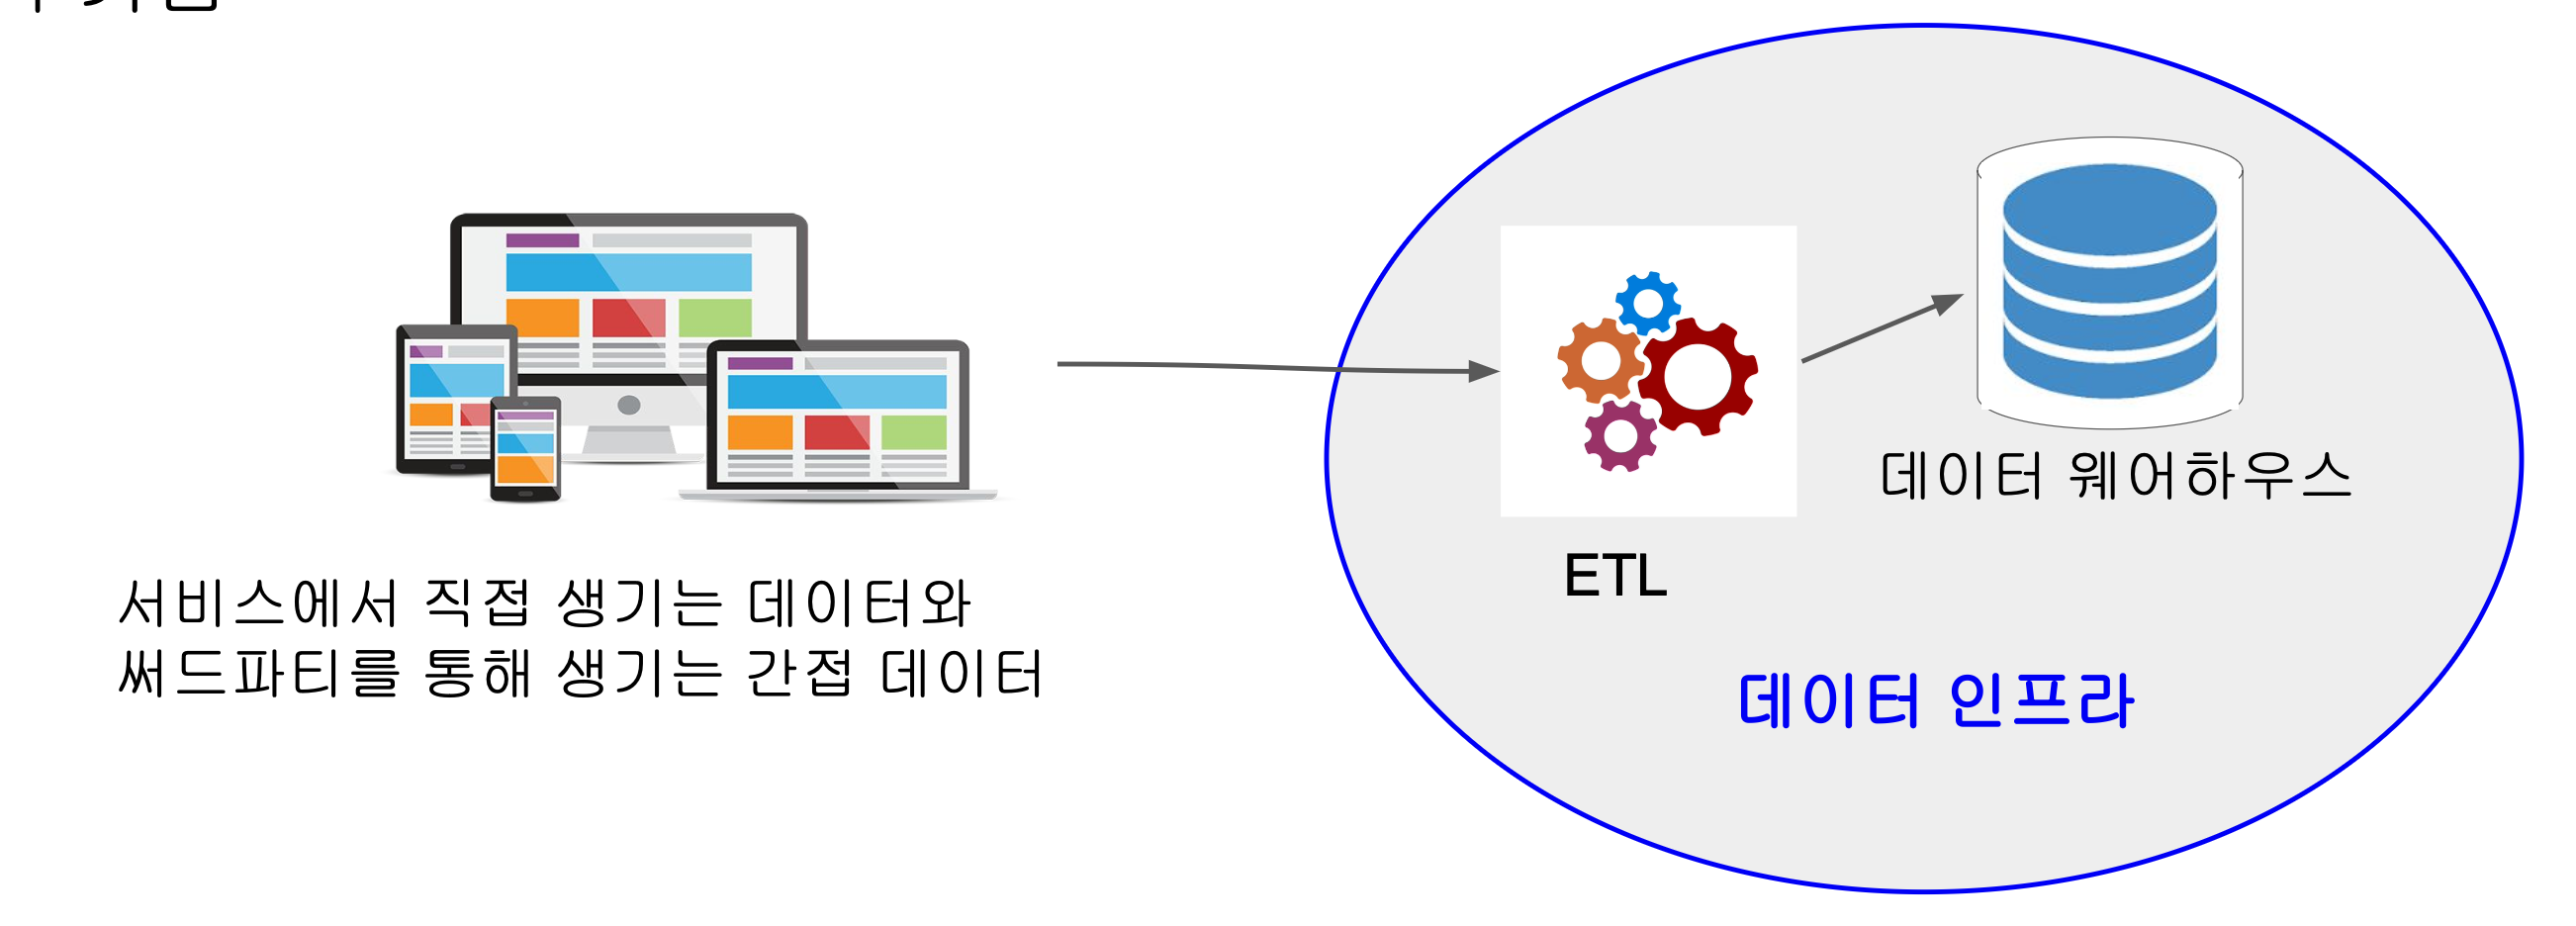 서비스에서 직접 생기는 데이터와
써드파티를 통해 생기는 간접 데이터
ETL
데이터 웨어하우스
데이터 인프라